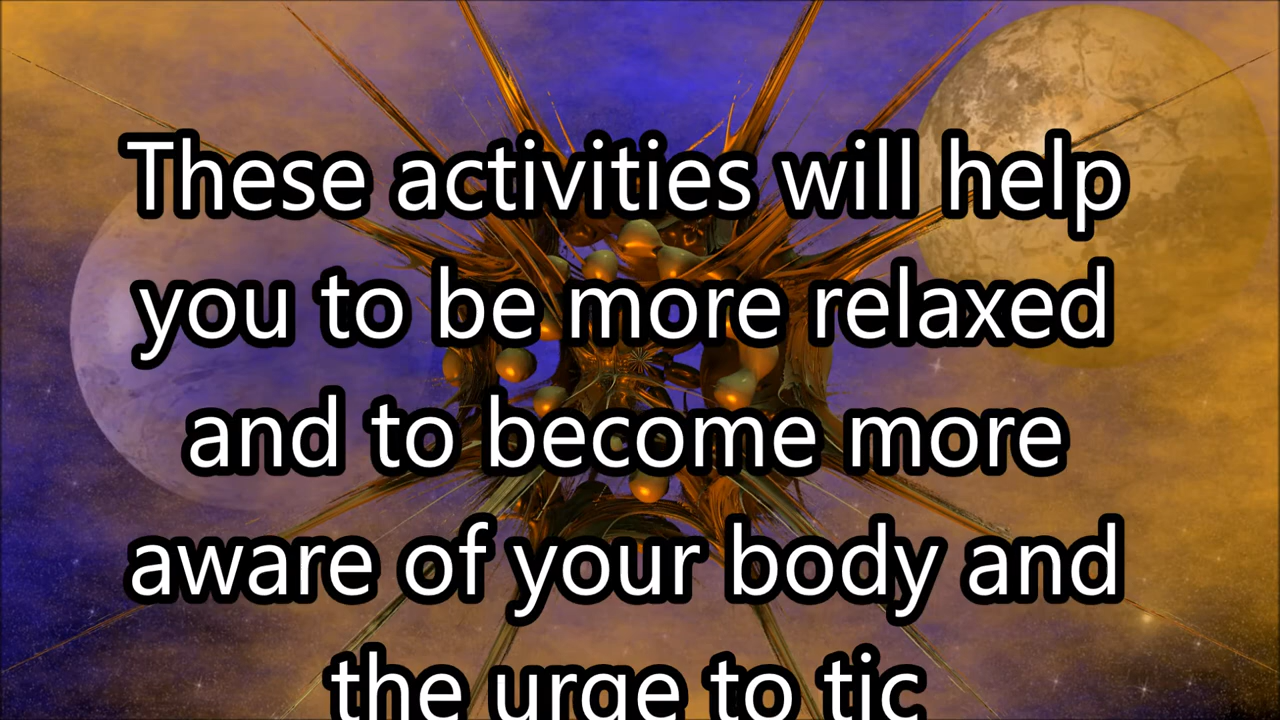 These activities will help
you to be more relaxed
and to become more
aware of your body and
the urge to tic